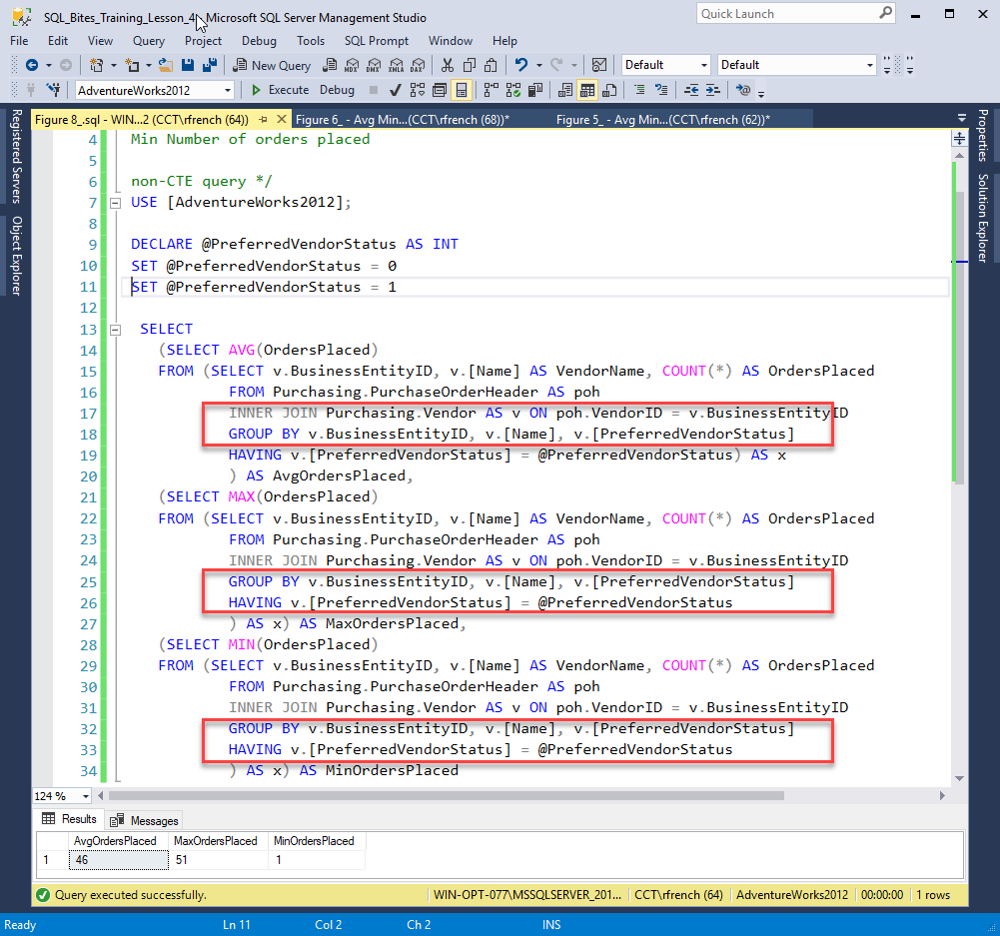 SQL_Bites_Training_Lesson_4 - Microsoft SQL Server Management Studio
Quick Launch
File Edit View Query Project Debug Tools SQL Prompt Window Help
New Query MDX DMX XMLA DAX Default Default
AdventureWorks2012 Execute Debug
Figure 8_.sql - WIN...2 (CCT\rfrench (64)) Figure 6_ - Avg Min...(CCT\rfrench (68))* Figure 5_ - Avg Min...(CCT\rfrench (62))*
Registered Servers
Object Explorer
Properties
Solution Explorer
4 Min Number of orders placed
5
6 non-CTE query */
7 USE [AdventureWorks2012];
8
9 DECLARE @PreferredVendorStatus AS INT
10 SET @PreferredVendorStatus = 0
11 SET @PreferredVendorStatus = 1
12
13 SELECT
14 (SELECT AVG(OrdersPlaced)
15 FROM (SELECT v.BusinessEntityID, v.[Name] AS VendorName, COUNT(*) AS OrdersPlaced
16 FROM Purchasing.PurchaseOrderHeader AS poh
17 INNER JOIN Purchasing.Vendor AS v ON poh.VendorID = v.BusinessEntityID
18 GROUP BY v.BusinessEntityID, v.[Name], v.[PreferredVendorStatus]
19 HAVING v.[PreferredVendorStatus] = @PreferredVendorStatus) AS x
20 ) AS AvgOrdersPlaced,
21 (SELECT MAX(OrdersPlaced)
22 FROM (SELECT v.BusinessEntityID, v.[Name] AS VendorName, COUNT(*) AS OrdersPlaced
23 FROM Purchasing.PurchaseOrderHeader AS poh
24 INNER JOIN Purchasing.Vendor AS v ON poh.VendorID = v.BusinessEntityID
25 GROUP BY v.BusinessEntityID, v.[Name], v.[PreferredVendorStatus]
26 HAVING v.[PreferredVendorStatus] = @PreferredVendorStatus
27 ) AS x) AS MaxOrdersPlaced,
28 (SELECT MIN(OrdersPlaced)
29 FROM (SELECT v.BusinessEntityID, v.[Name] AS VendorName, COUNT(*) AS OrdersPlaced
30 FROM Purchasing.PurchaseOrderHeader AS poh
31 INNER JOIN Purchasing.Vendor AS v ON poh.VendorID = v.BusinessEntityID
32 GROUP BY v.BusinessEntityID, v.[Name], v.[PreferredVendorStatus]
33 HAVING v.[PreferredVendorStatus] = @PreferredVendorStatus
34 ) AS x) AS MinOrdersPlaced
124 %
Results Messages
AvgOrdersPlaced MaxOrdersPlaced MinOrdersPlaced
1 46 51 1
Query executed successfully. WIN-OPT-077\MSSQLSERVER_201... CCT\rfrench (64) AdventureWorks2012 00:00:00 1 rows
Ready Ln 11 Col 2 Ch 2 INS